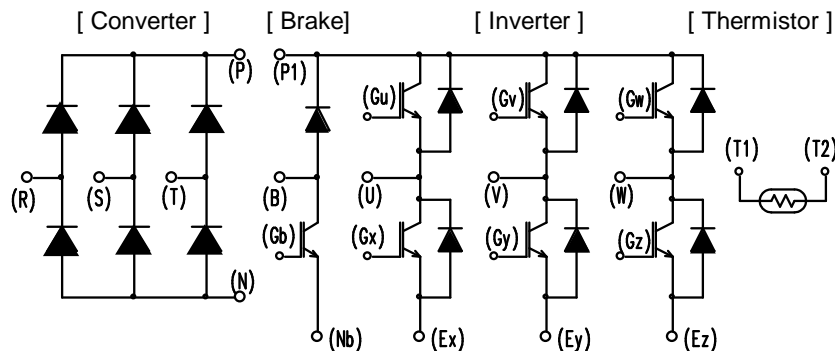 [ Converter ] [ Brake] [ Inverter ] [ Thermistor ]
(P) (P1)
(Gu) (Gv) (Gw)
(T1) (T2)
(R) (S) (T) (B) (U) (V) (W)
(Gb) (Gx) (Gy) (Gz)
(N)
(Nb) (Ex) (Ey) (Ez)